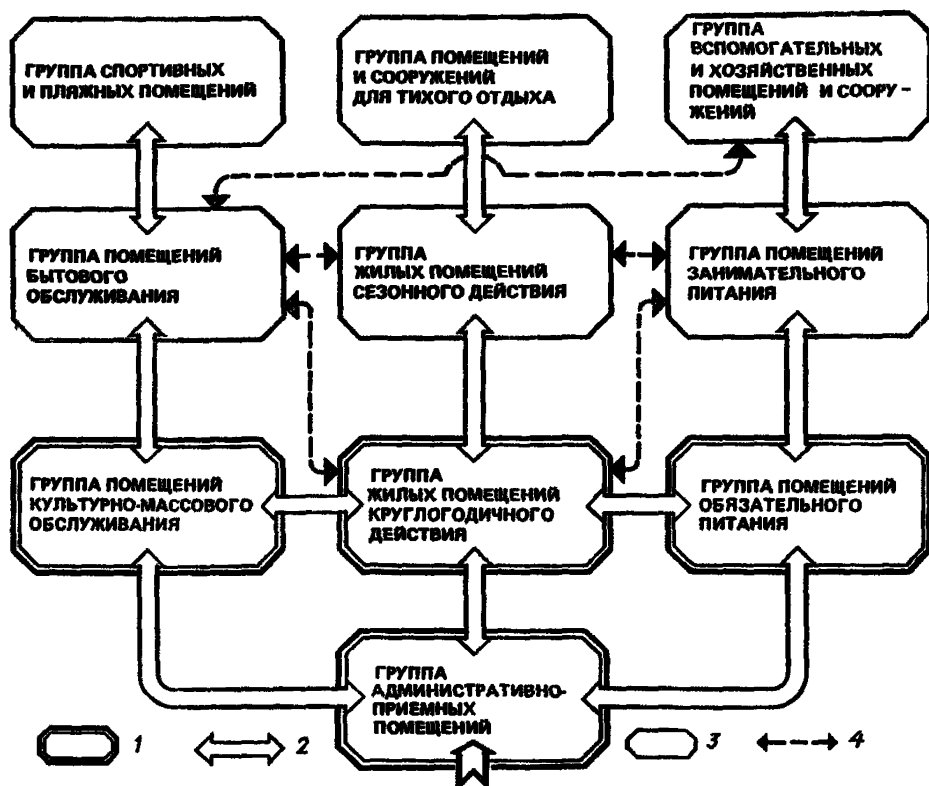 ГРУППА СПОРТИВНЫХ
И ПЛЯЖНЫХ ПОМЕЩЕНИЙ
ГРУППА ПОМЕЩЕНИЙ
И СООРУЖЕНИЙ
ДЛЯ ТИХОГО ОТДЫХА
ГРУППА
ВСПОМОГАТЕЛЬНЫХ
И ХОЗЯЙСТВЕННЫХ
ПОМЕЩЕНИЙ И СООРУ-
ЖЕНИЙ
ГРУППА ПОМЕЩЕНИЙ
БЫТОВОГО
ОБСЛУЖИВАНИЯ
ГРУППА
ЖИЛЫХ ПОМЕЩЕНИЙ
СЕЗОННОГО ДЕЙСТВИЯ
ГРУППА ПОМЕЩЕНИЙ
ЗАНИМАТЕЛЬНОГО
ПИТАНИЯ
ГРУППА ПОМЕЩЕНИЙ
КУЛЬТУРНО-МАССОВОГО
ОБСЛУЖИВАНИЯ
ГРУППА
ЖИЛЫХ ПОМЕЩЕНИЙ
КРУГЛОГОДИЧНОГО
ДЕЙСТВИЯ
ГРУППА ПОМЕЩЕНИЙ
ОБЯЗАТЕЛЬНОГО
ПИТАНИЯ
ГРУППА
АДМИНИСТРАТИВНО-
ПРИЕМНЫХ
ПОМЕЩЕНИЙ
1
2
3
4